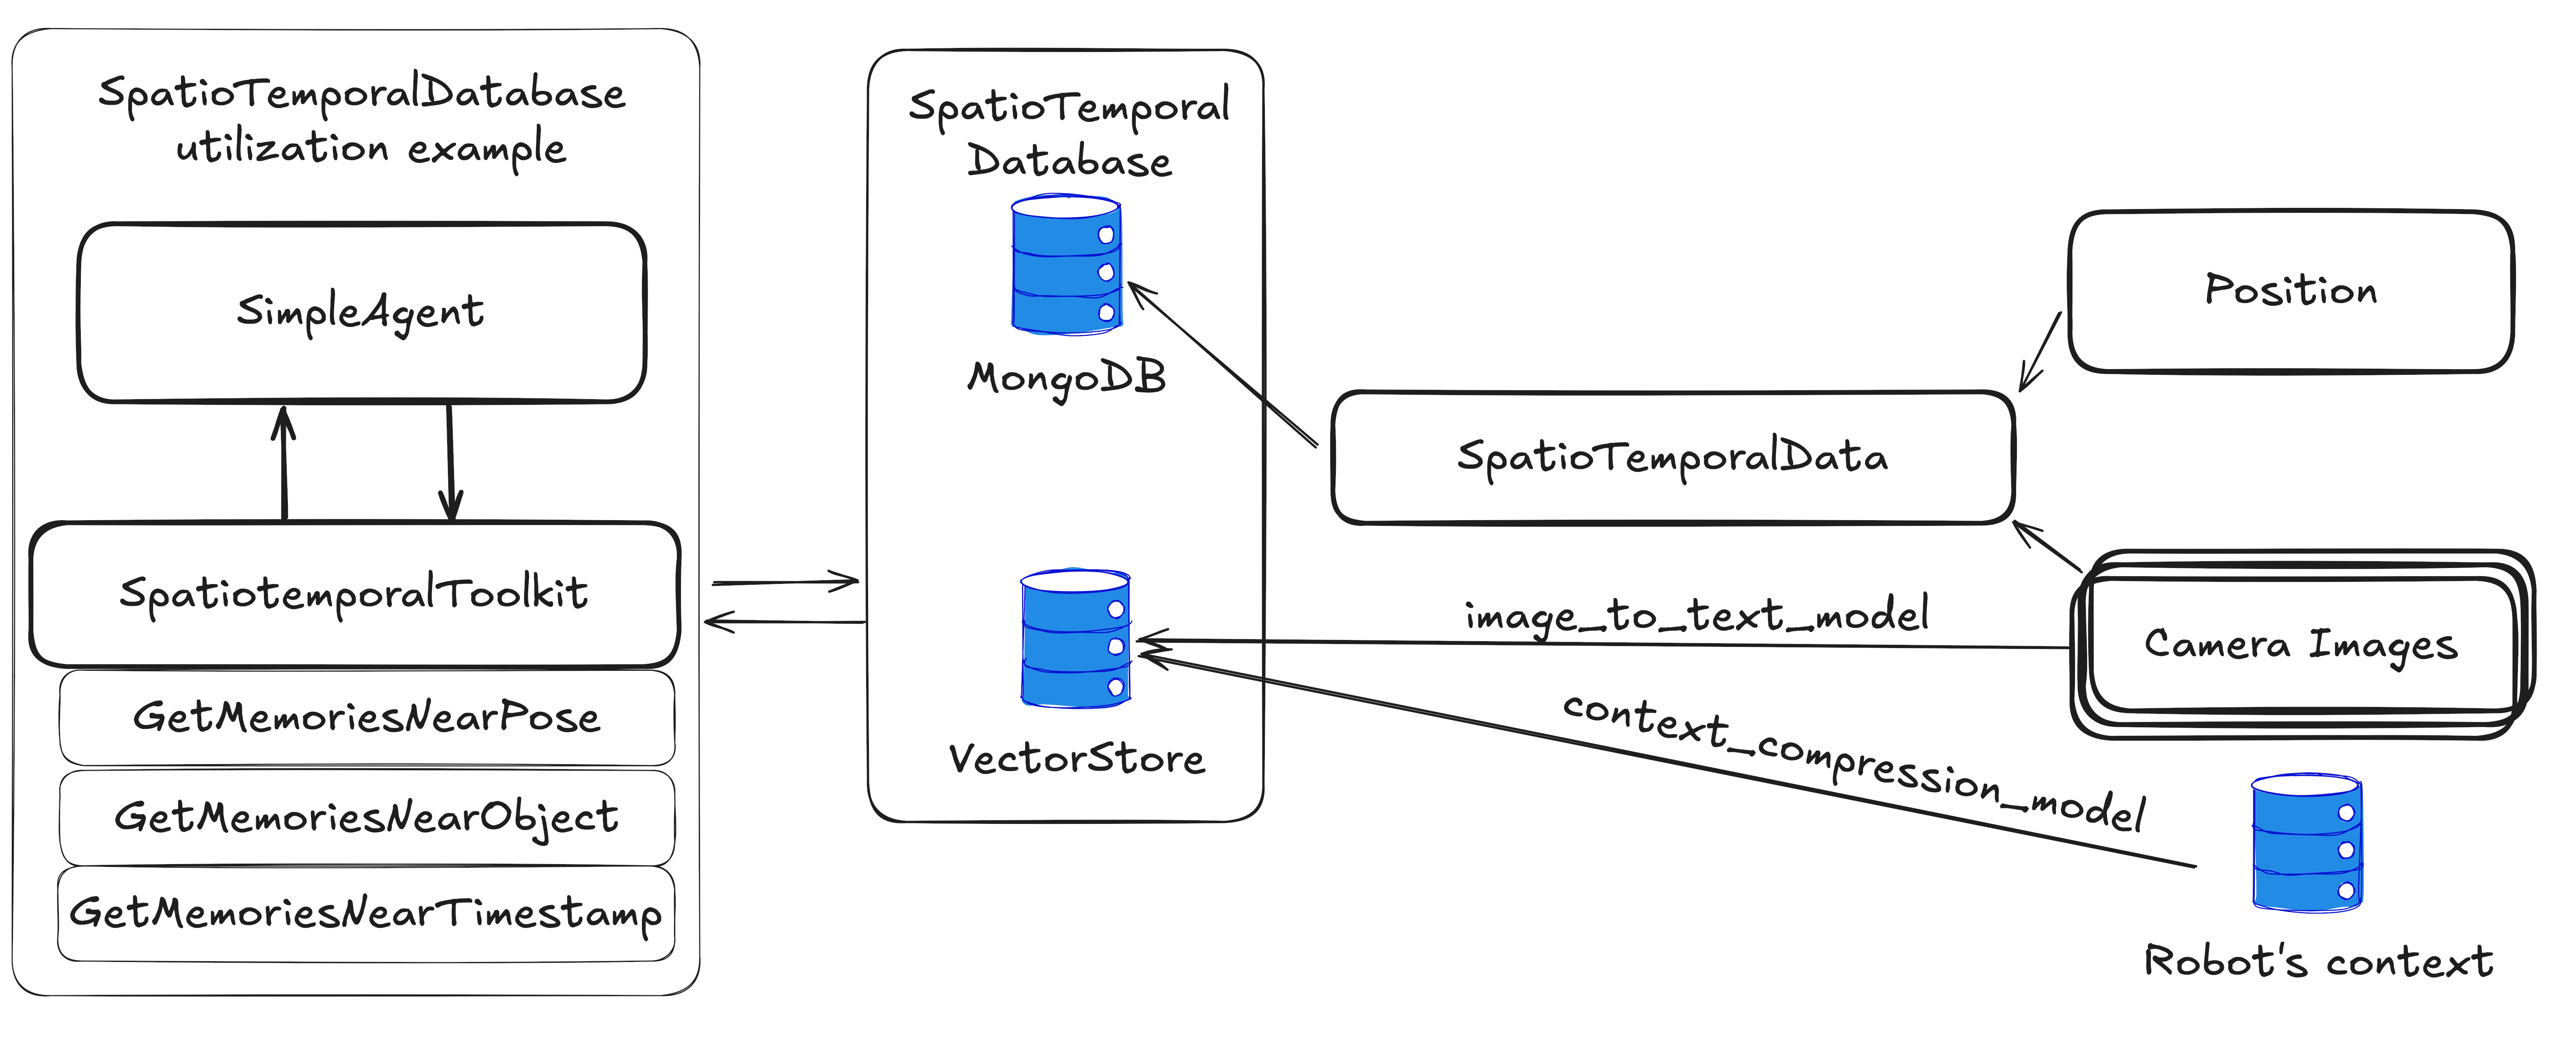 SpatioTemporalDatabase
utilization example
SimpleAgent
SpatiotemporalToolkit
GetMemoriesNearPose
GetMemoriesNearObject
GetMemoriesNearTimestamp
SpatioTemporal
Database
MongoDB
VectorStore
Position
SpatioTemporalData
image_to_text_model
Camera Images
context_compression_model
Robot's context